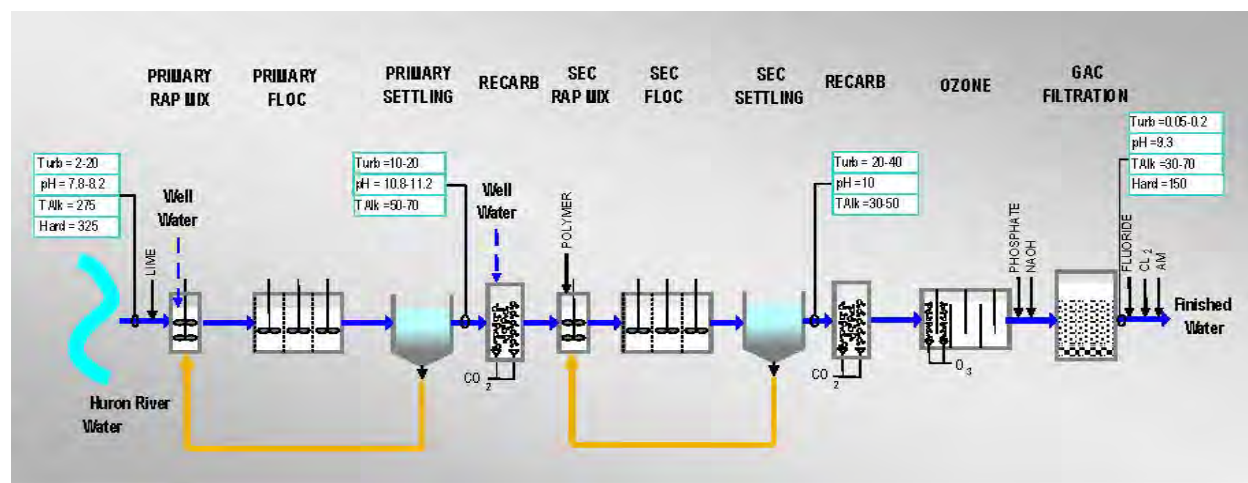 PRIMARY
RAP MIX
PRIMARY
FLOC
PRIMARY
SETTLING
RECARB
SEC
RAP MIX
SEC
FLOC
SEC
SETTLING
RECARB
OZONE
GAC
FILTRATION
Turb = 2-20
pH = 7.8-8.2
T Alk = 275
Hard = 325
Turb =10-20
pH = 10.8-11.2
T Alk =50-70
Turb = 20-40
pH =10
TAlk =30-50
Turb =0.05-0.2
pH =9.3
TAlk =30-70
Hard =150
LIME
Well
Water
Well
Water
POLYMER
PHOSPHATE
NAOH
FLUORIDE
CL 2
AM
CO 2
CO 2
O 3
Finished
Water
Huron River
Water